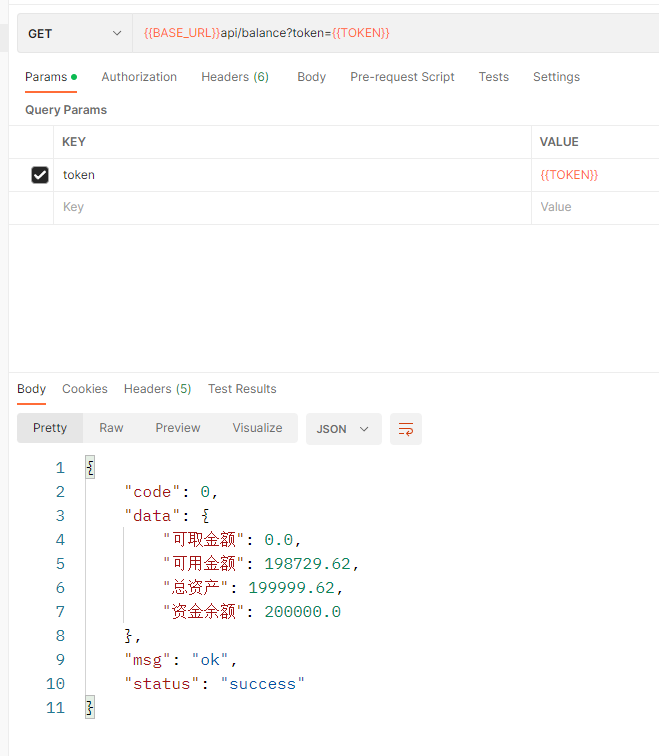 GET {{BASE_URL}}api/balance?token={{TOKEN}}
Params Authorization Headers (6) Body Pre-request Script Tests Settings
Query Params
KEY VALUE
token {{TOKEN}}
Key Value
Body Cookies Headers (5) Test Results
Pretty Raw Preview Visualize JSON
1 {
2 "code": 0,
3 "data": {
4 "可取金额": 0.0,
5 "可用金额": 198729.62,
6 "总资产": 199999.62,
7 "资金余额": 200000.0
8 },
9 "msg": "ok",
10 "status": "success"
11 }